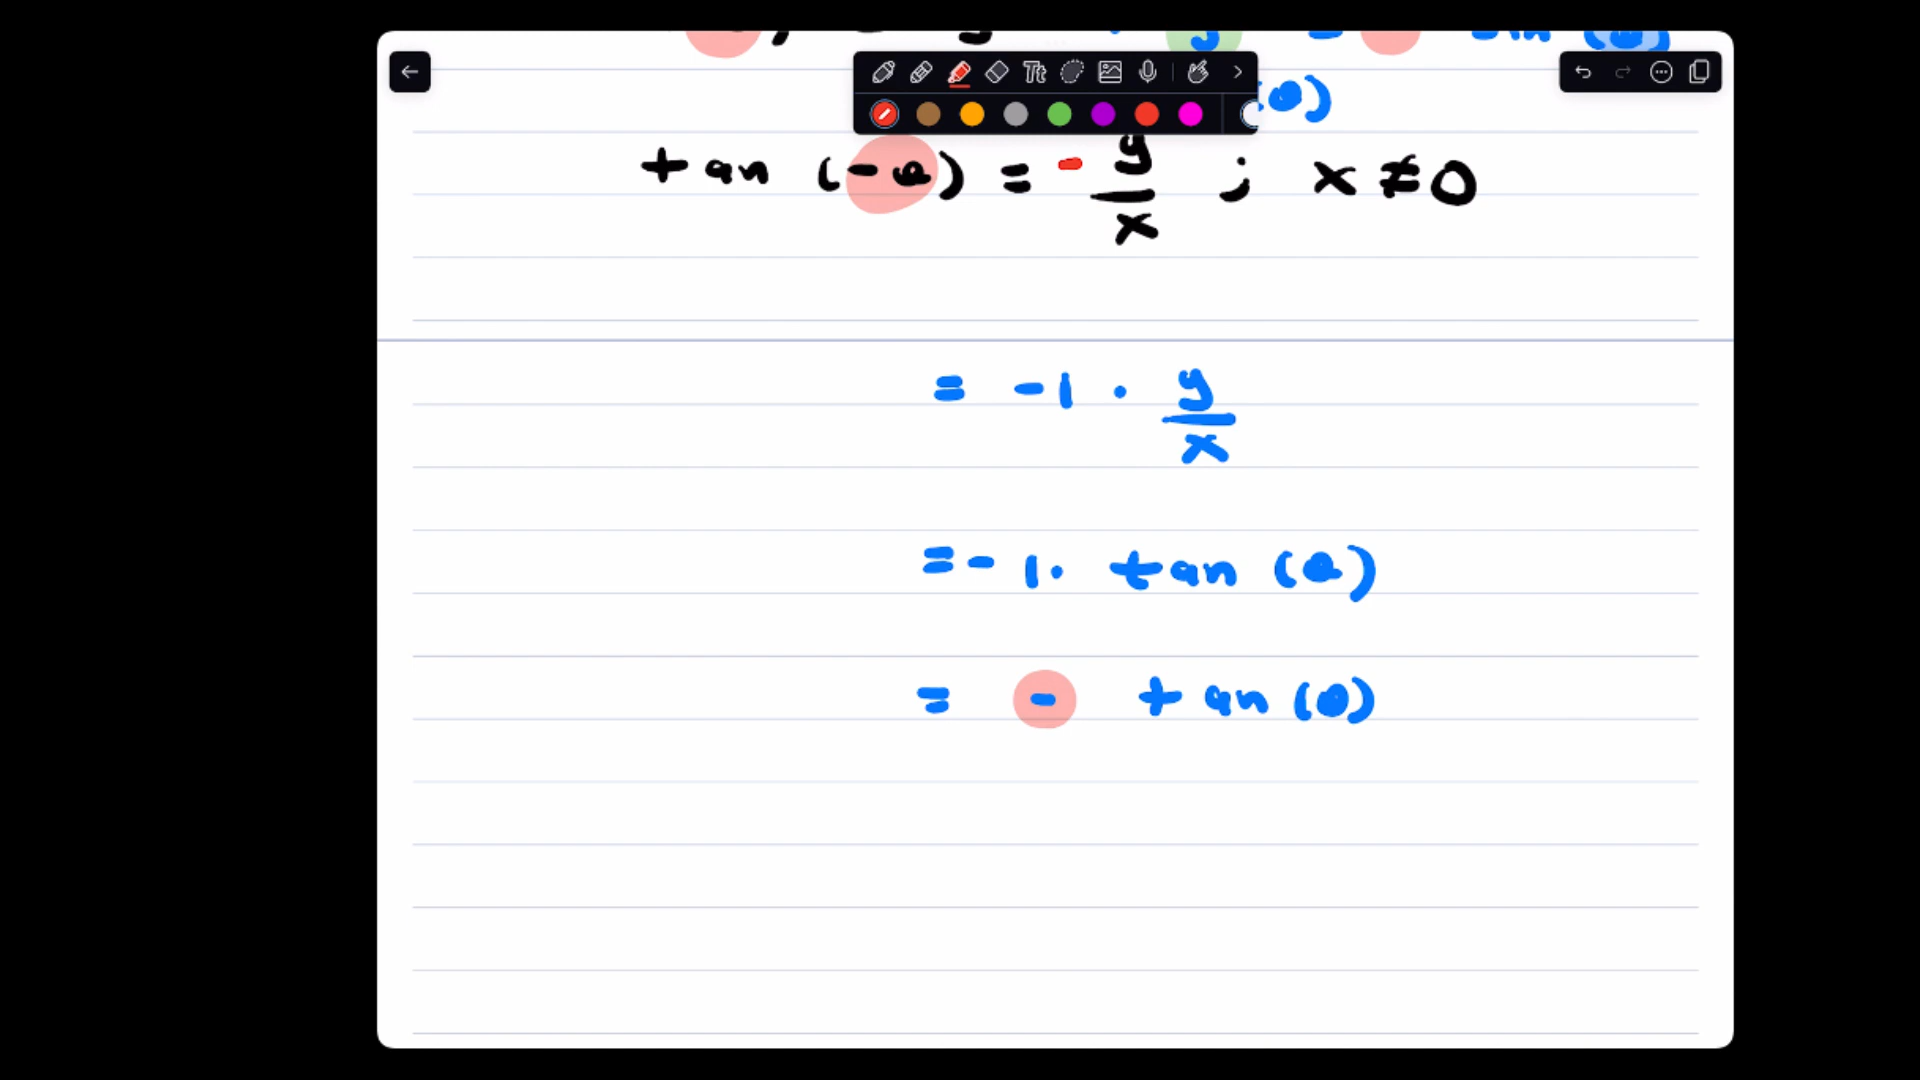 (θ)
tan (-θ) = - y/x ; x ≠ 0
= -1 · y/x
= - 1 · tan (θ)
= - tan (θ)